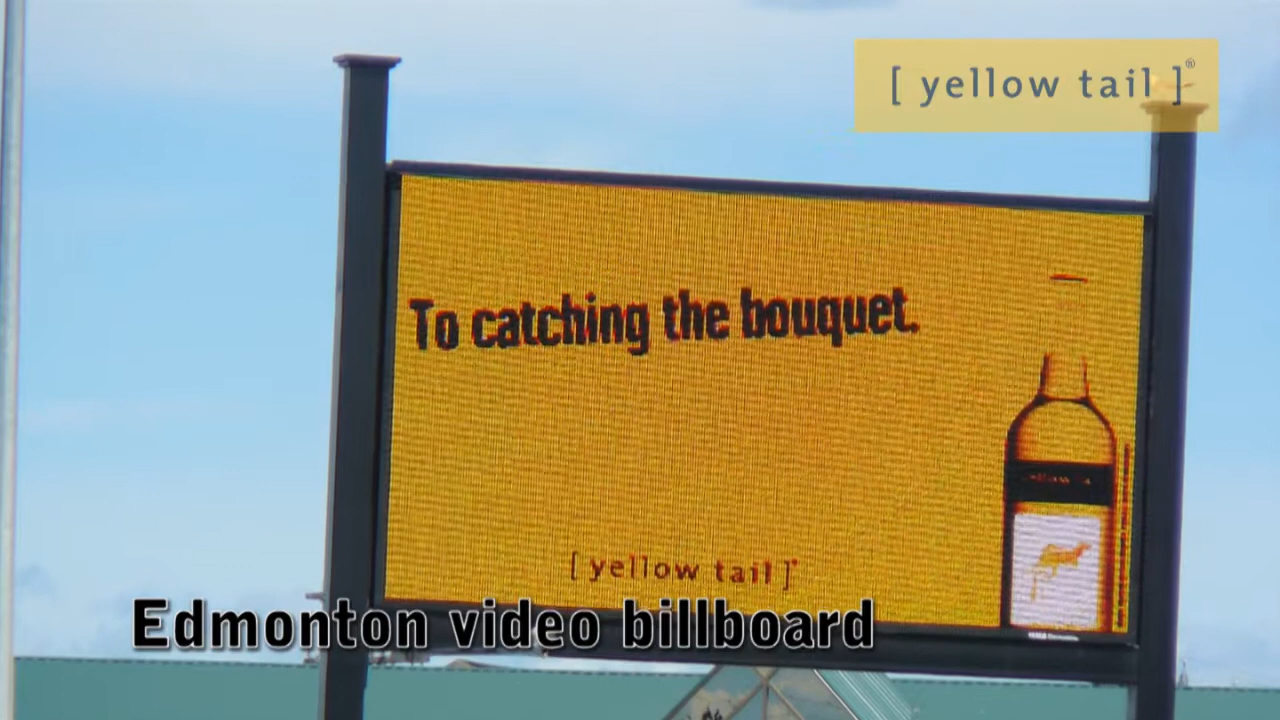 [ yellow tail ]®
To catching the bouquet.
[ yellow tail ]
Edmonton video billboard